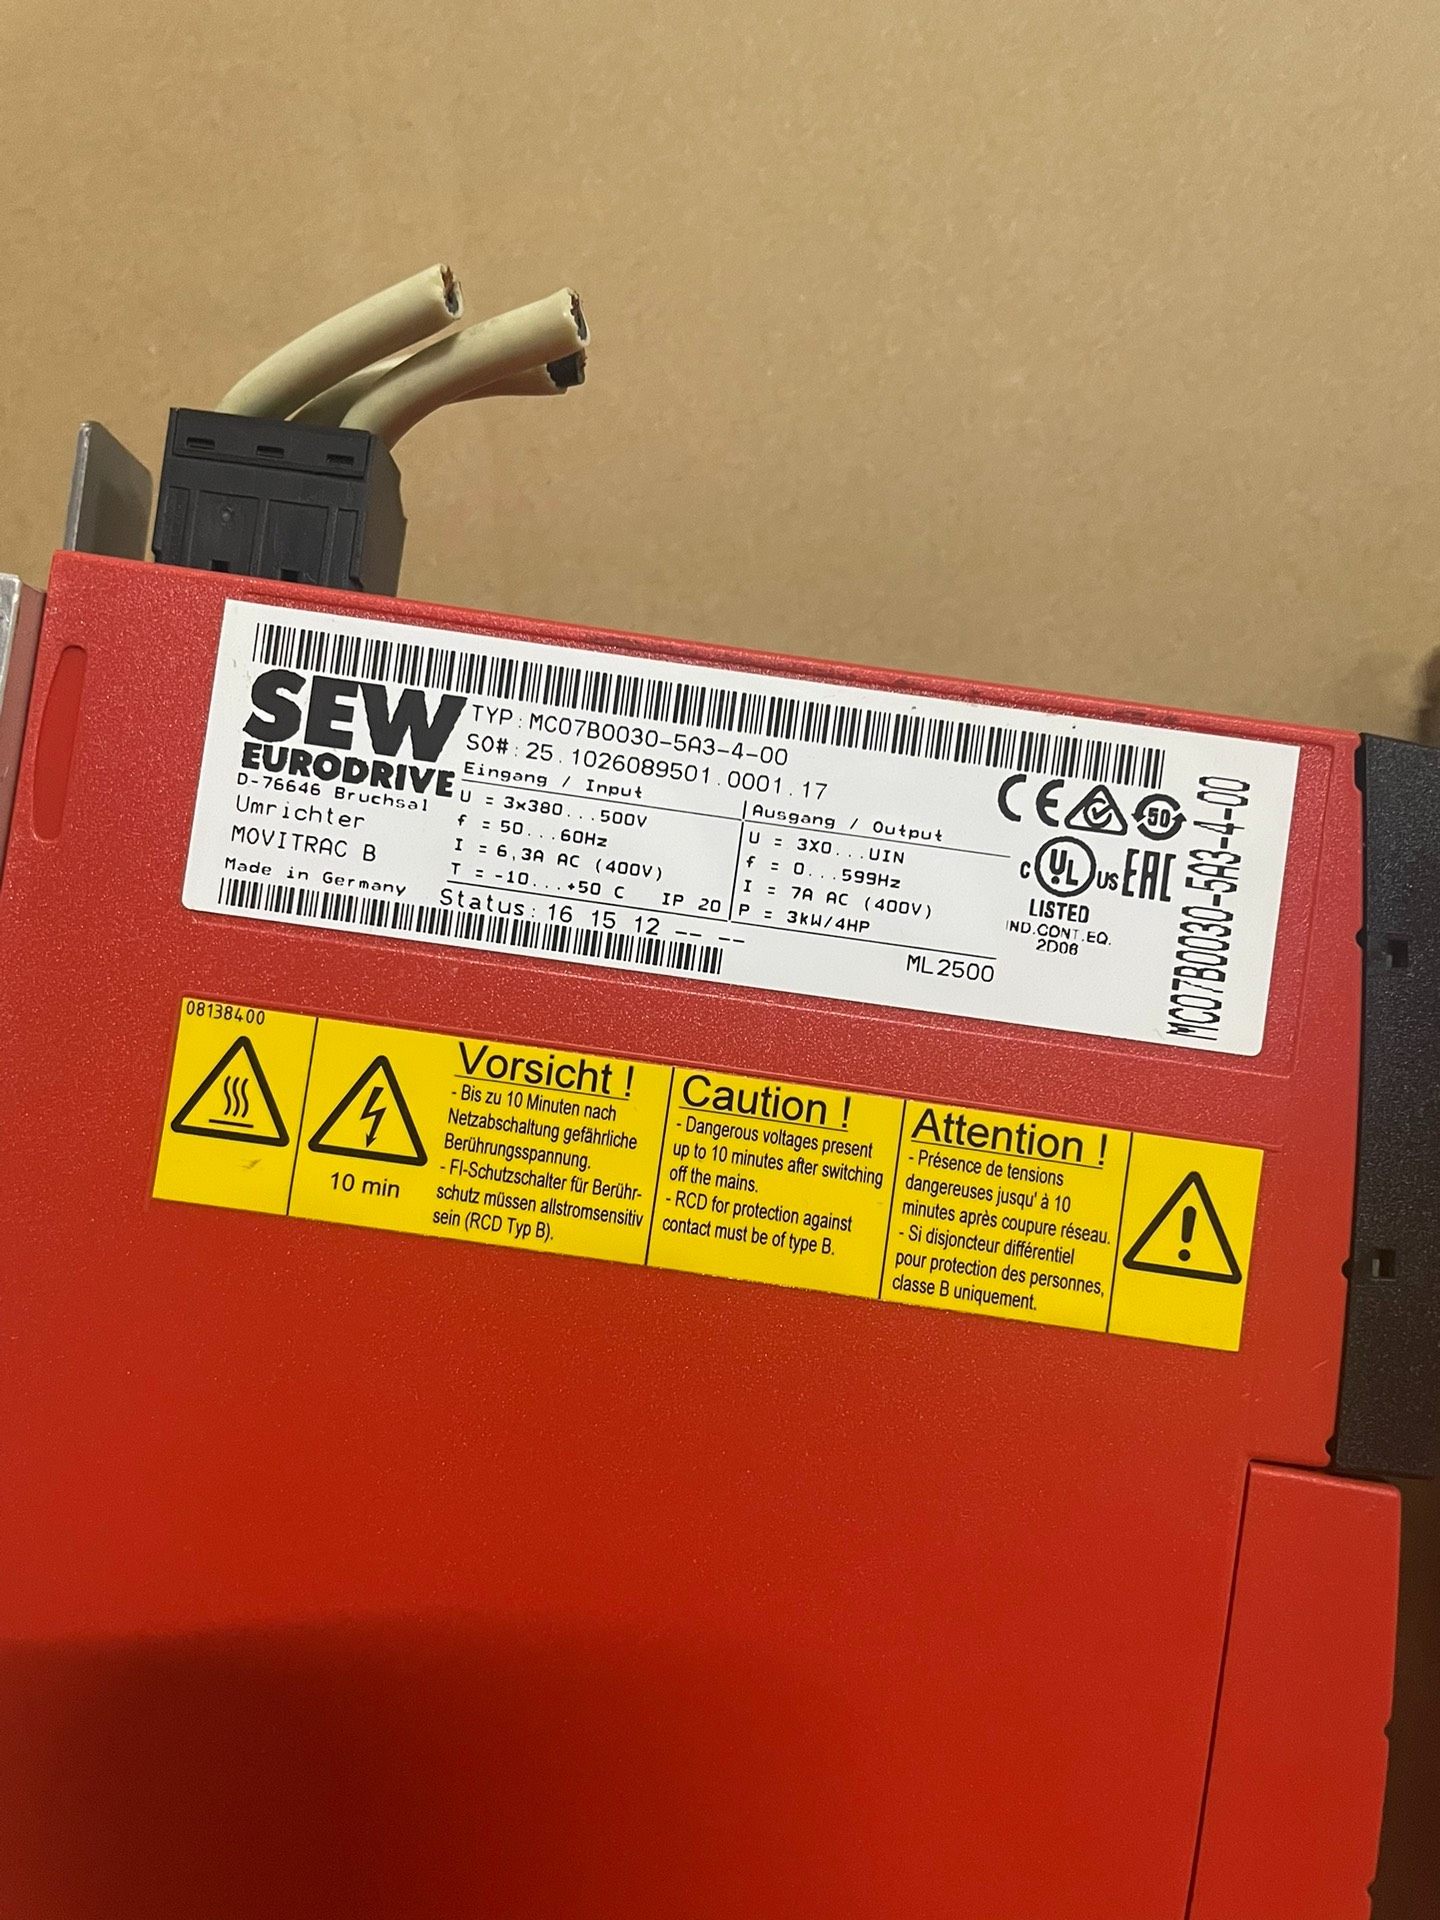 SEW
EURODRIVE
D-76646 Bruchsal
Umrichter
MOVITRAC B
Made in Germany
TYP: MC07B0030-5A3-4-00
SO#: 25.1026089501.0001.17
Eingang / Input
U = 3x380...500V
f = 50...60Hz
I = 6,3A AC (400V)
T = -10...+50 C IP 20
Status: 16 15 12 -- --
Ausgang / Output
U = 3X0...UIN
f = 0...599Hz
I = 7A AC (400V)
P = 3kW/4HP
ML2500
CE
50
c UL US EAC
LISTED
IND.CONT.EQ.
2D06
MC07B0030-5A3-4-00
08138400
10 min
Vorsicht !
- Bis zu 10 Minuten nach
Netzabschaltung gefährliche
Berührungsspannung.
- FI-Schutzschalter für Berühr-
schutz müssen allstromsensitiv
sein (RCD Typ B).
Caution !
- Dangerous voltages present
up to 10 minutes after switching
off the mains.
- RCD for protection against
contact must be of type B.
Attention !
- Présence de tensions
dangereuses jusqu' à 10
minutes après coupure réseau.
- Si disjoncteur différentiel
pour protection des personnes,
classe B uniquement.